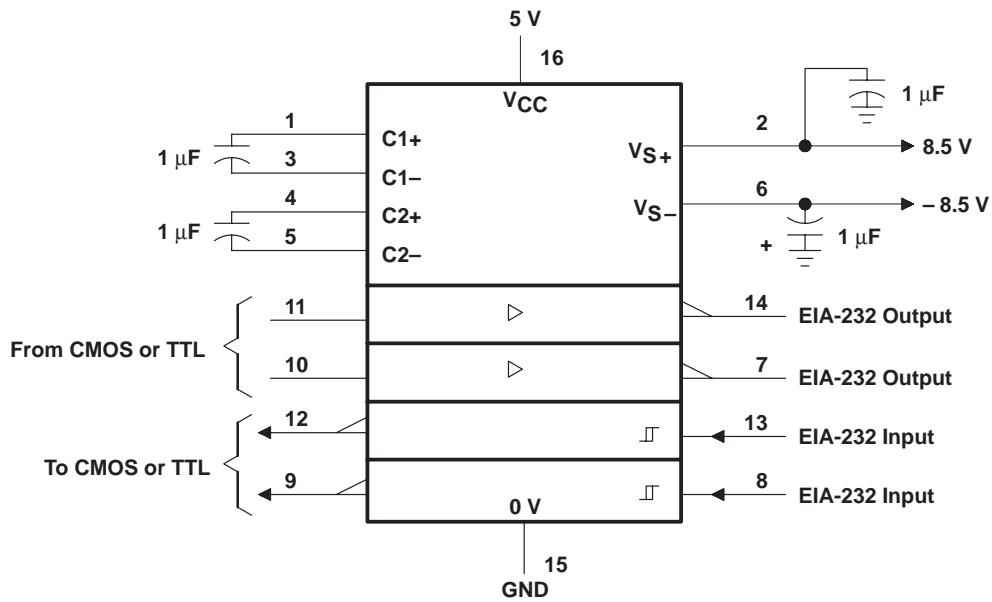 5 V
16
VCC
1
C1+
1 μF
3
C1–
4
C2+
1 μF
5
C2–
2
VS+
1 μF
8.5 V
6
VS–
– 8.5 V
+
1 μF
11
14
EIA-232 Output
From CMOS or TTL
10
7
EIA-232 Output
12
13
EIA-232 Input
To CMOS or TTL
9
8
EIA-232 Input
0 V
15
GND